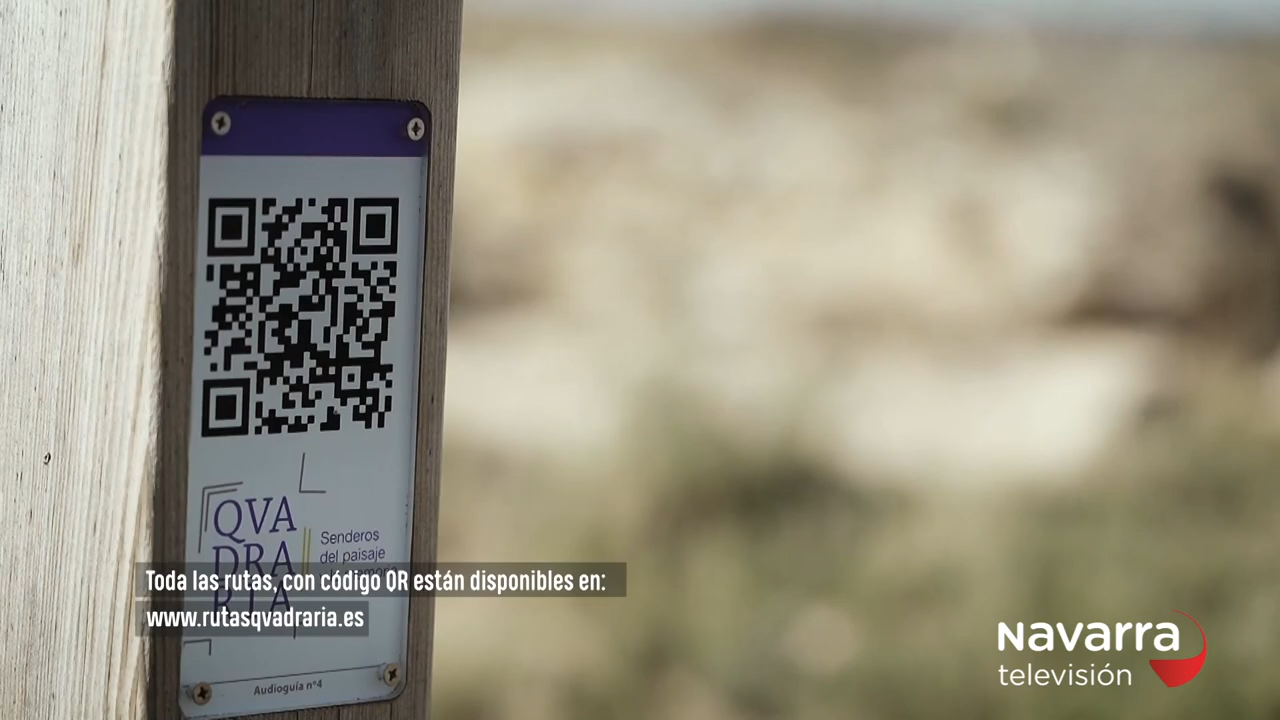 QVA
DRA
RIA
Senderos
del paisaje
Toda las rutas, con código QR están disponibles en:
www.rutasqvadraria.es
Audioguía nº4
Navarra
televisión